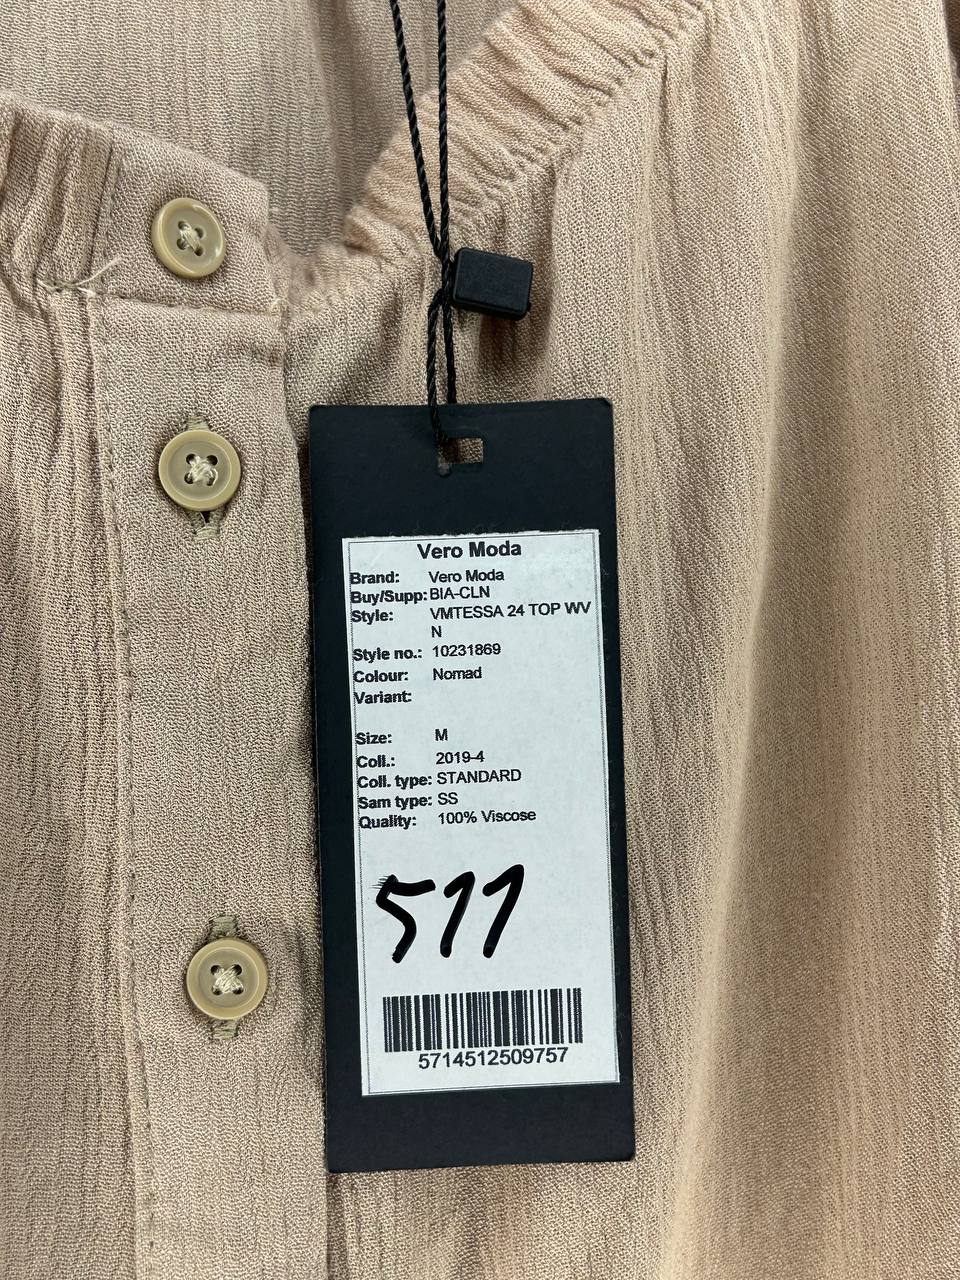 Vero Moda
Brand: Vero Moda
Buy/Supp: BIA-CLN
Style: VMTESSA 24 TOP WV
N
Style no.: 10231869
Colour: Nomad
Variant:
Size: M
Coll.: 2019-4
Coll. type: STANDARD
Sam type: SS
Quality: 100% Viscose
511
5714512509757